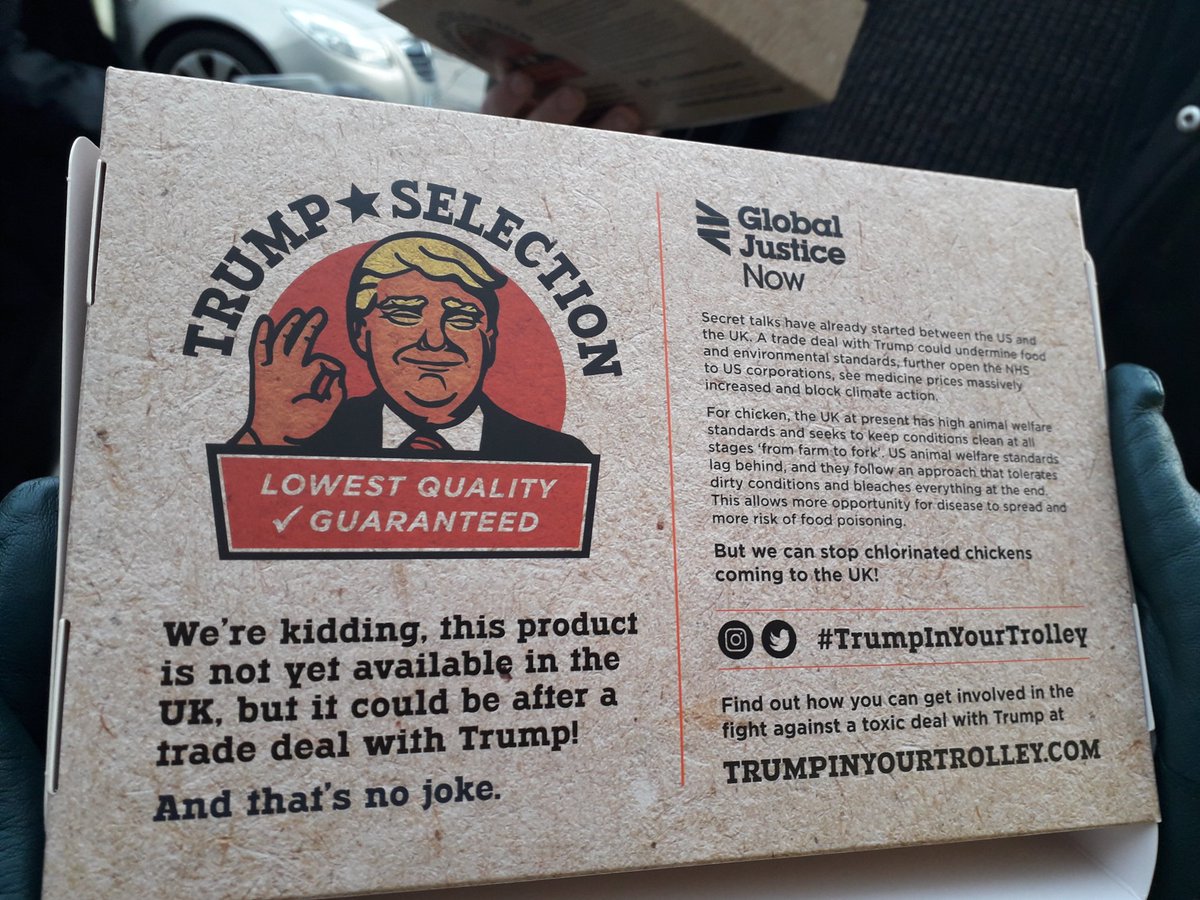 TRUMP★SELECTION
LOWEST QUALITY
✓ GUARANTEED
We're kidding, this product
is not yet available in the
UK, but it could be after a
trade deal with Trump!
And that's no joke.
Global
Justice
Now
Secret talks have already started between the US and
the UK. A trade deal with Trump could undermine food
and environmental standards, further open the NHS
to US corporations, see medicine prices massively
increased and block climate action.
For chicken, the UK at present has high animal welfare
standards and seeks to keep conditions clean at all
stages 'from farm to fork'. US animal welfare standards
lag behind, and they follow an approach that tolerates
dirty conditions and bleaches everything at the end.
This allows more opportunity for disease to spread and
more risk of food poisoning.
But we can stop chlorinated chickens
coming to the UK!
#TrumpInYourTrolley
Find out how you can get involved in the
fight against a toxic deal with Trump at
TRUMPINYOURTROLLEY.COM